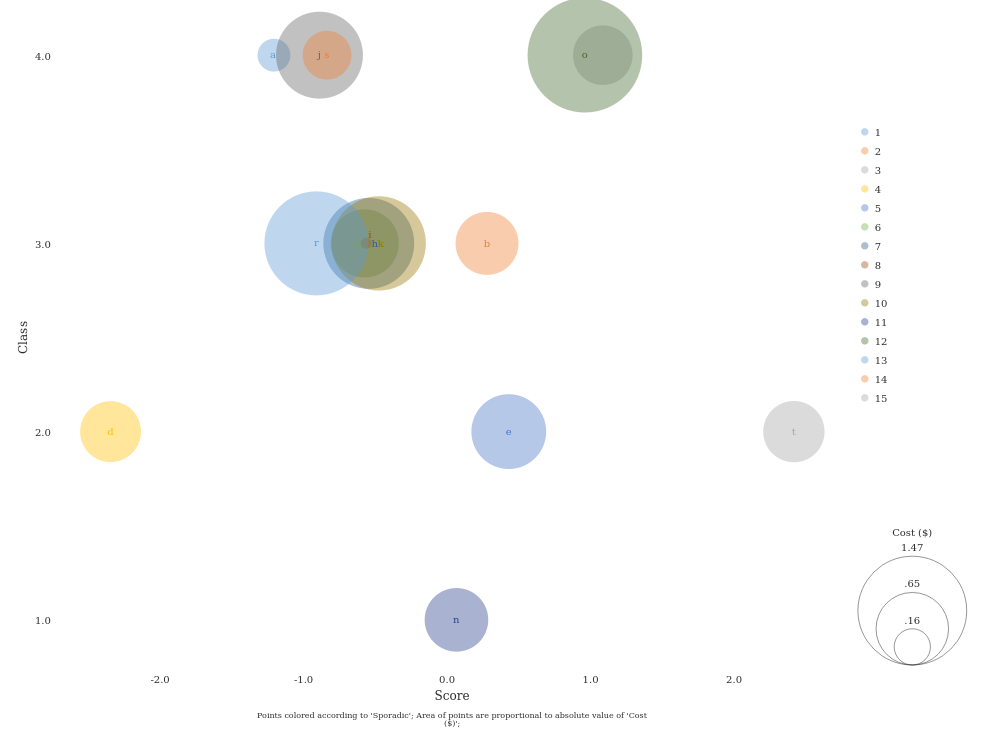 4.0
3.0
2.0
1.0
Class
a
j
s
o
r
i
h
k
b
d
e
t
n
-2.0
-1.0
0.0
1.0
2.0
Score
Points colored according to 'Sporadic'; Area of points are proportional to absolute value of 'Cost
($)';
1
2
3
4
5
6
7
8
9
10
11
12
13
14
15
Cost ($)
1.47
.65
.16